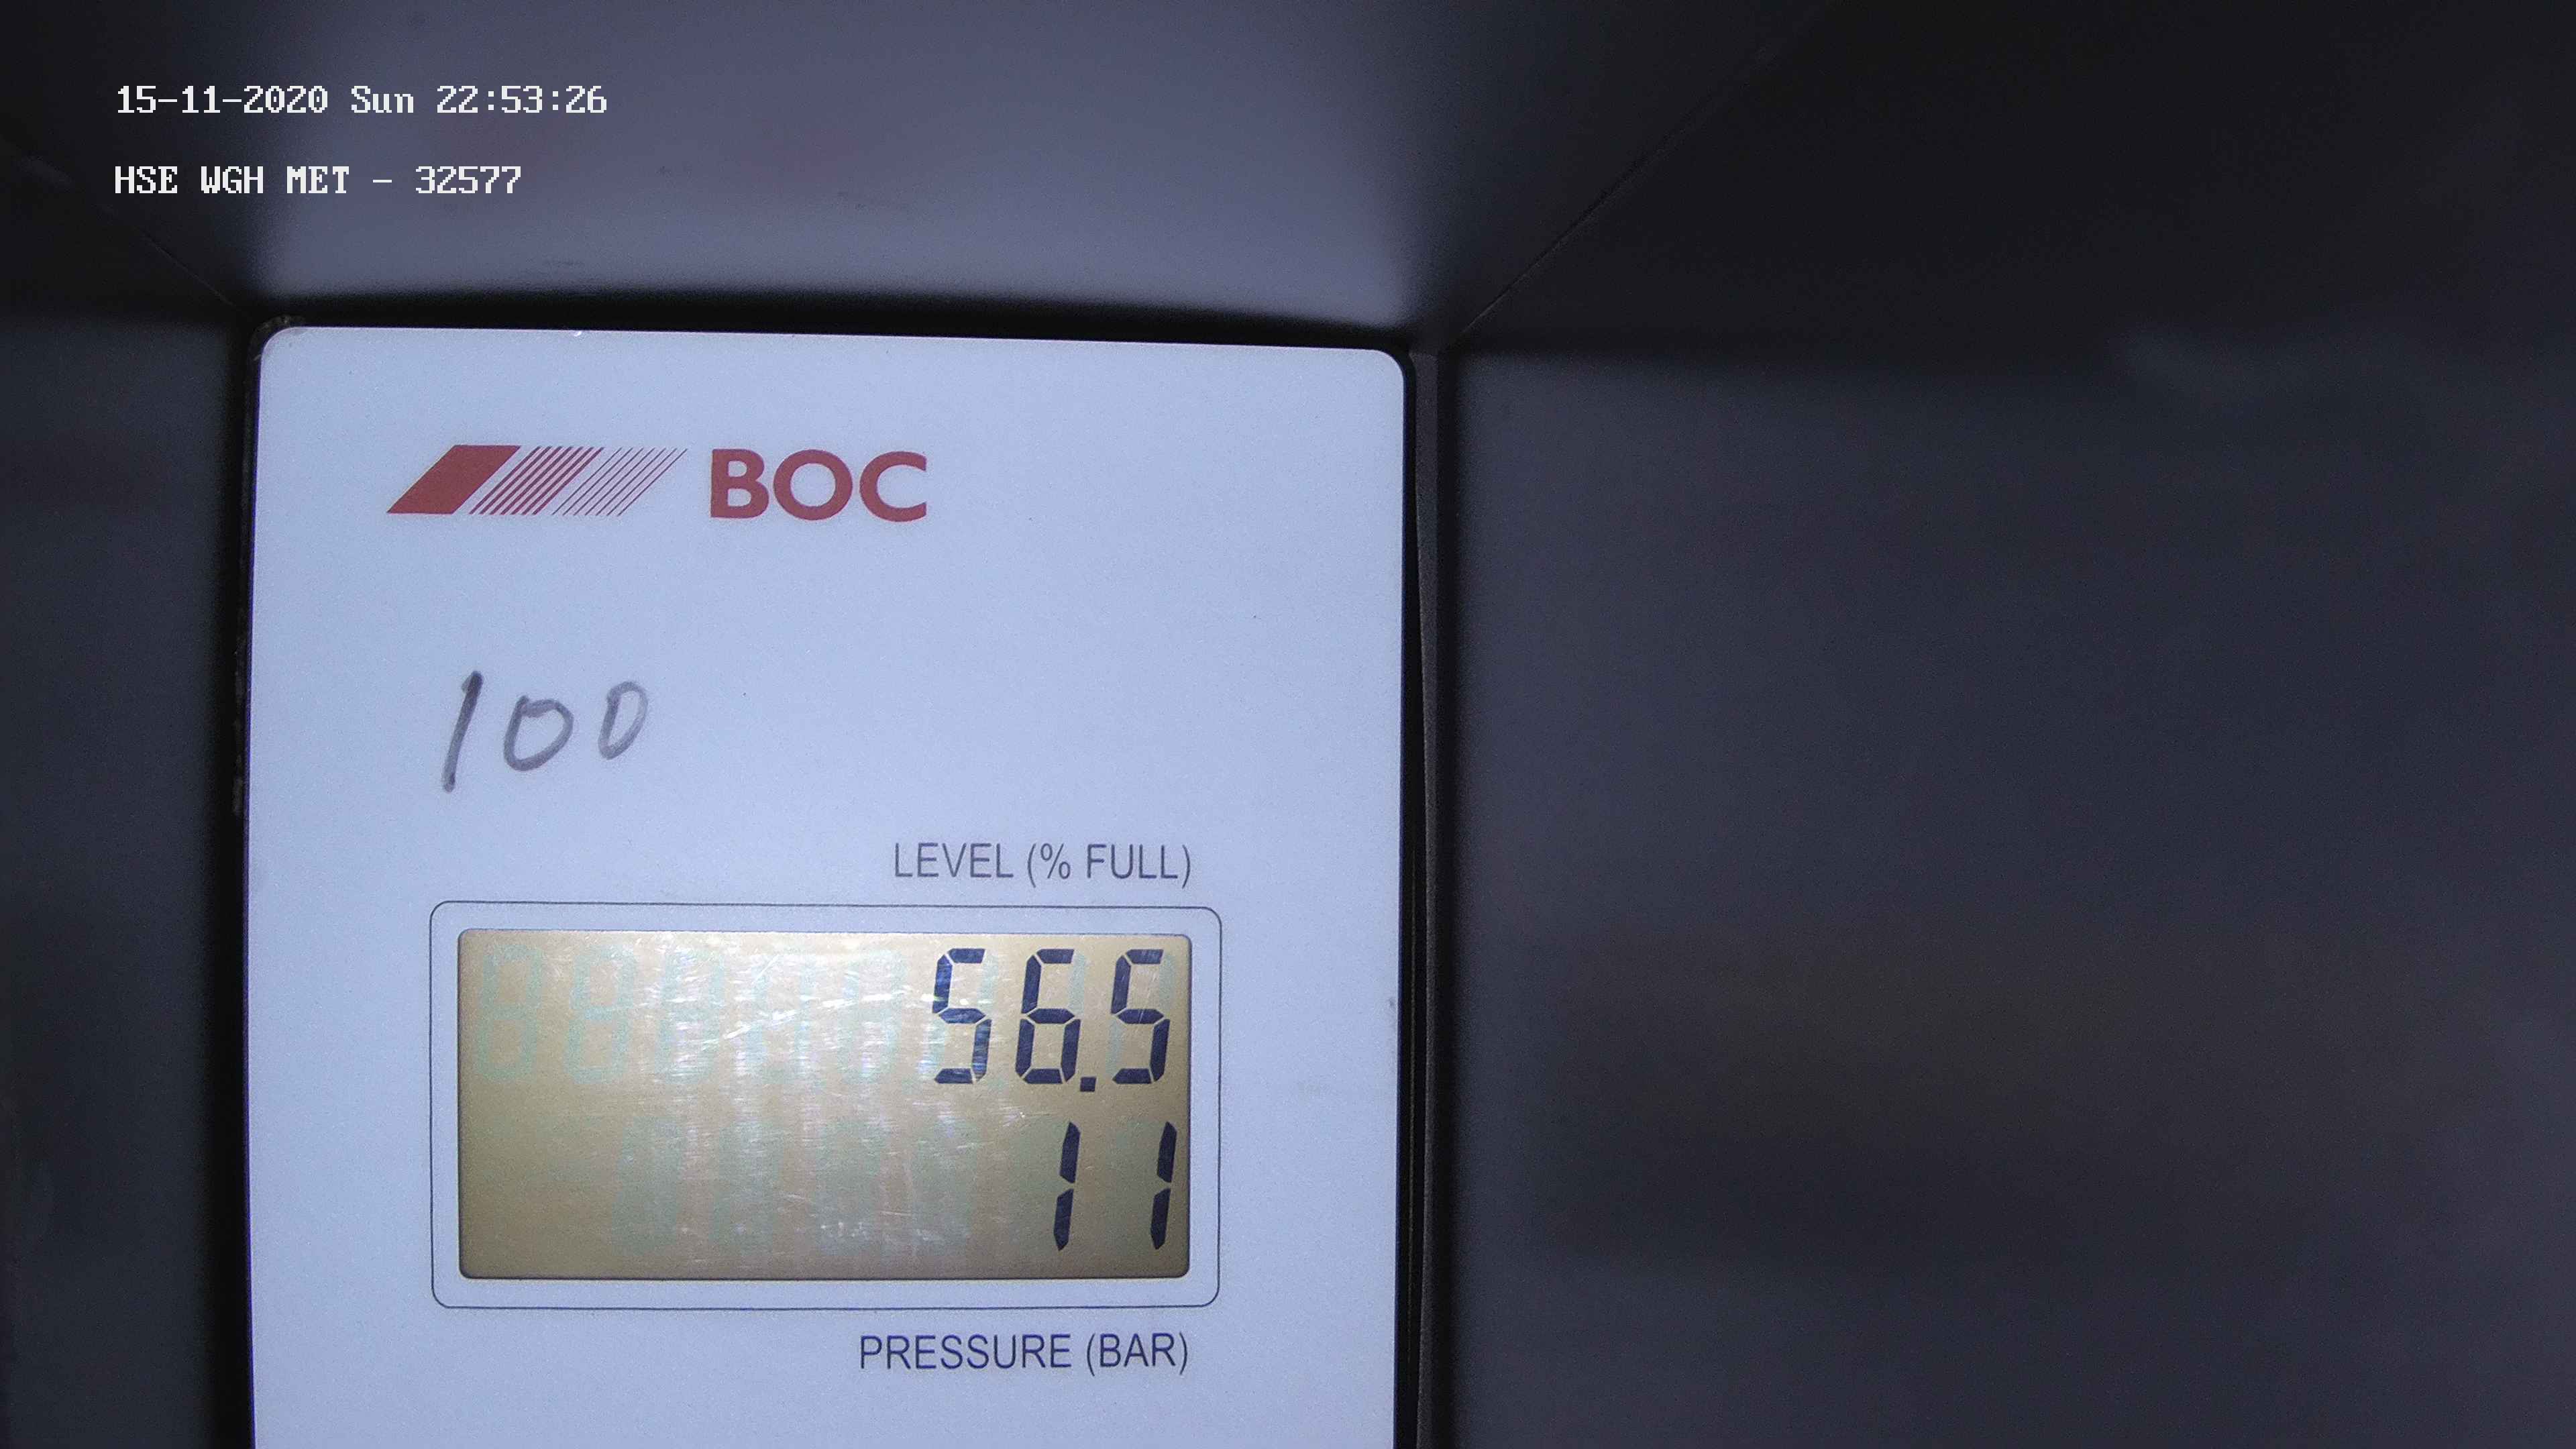 15-11-2020 Sun 22:53:26
HSE WGH MET - 32577
BOC
100
LEVEL (% FULL)
56.5
11
PRESSURE (BAR)